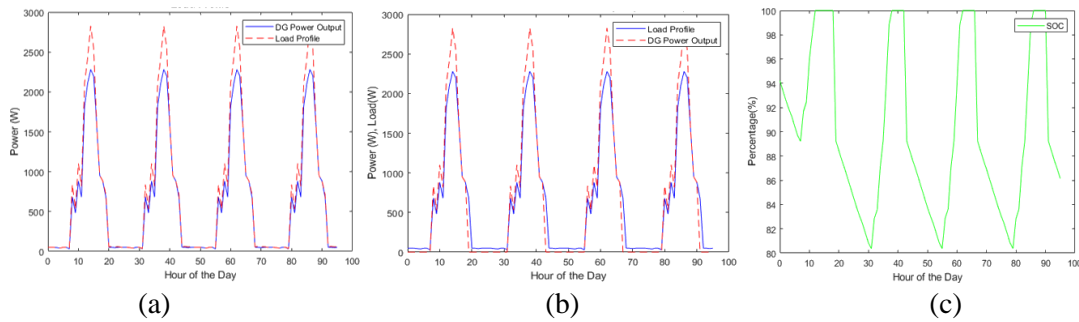 3000
2500
2000
1500
1000
500
0
Power (W)
DG Power Output
Load Profile
0 10 20 30 40 50 60 70 80 90 100
Hour of the Day
(a)
3000
2500
2000
1500
1000
500
0
Power (W), Load(W)
Load Profile
DG Power Output
0 10 20 30 40 50 60 70 80 90 100
Hour of the Day
(b)
100
98
96
94
92
90
88
86
84
82
80
Percentage(%)
SOC
0 10 20 30 40 50 60 70 80 90 100
Hour of the Day
(c)